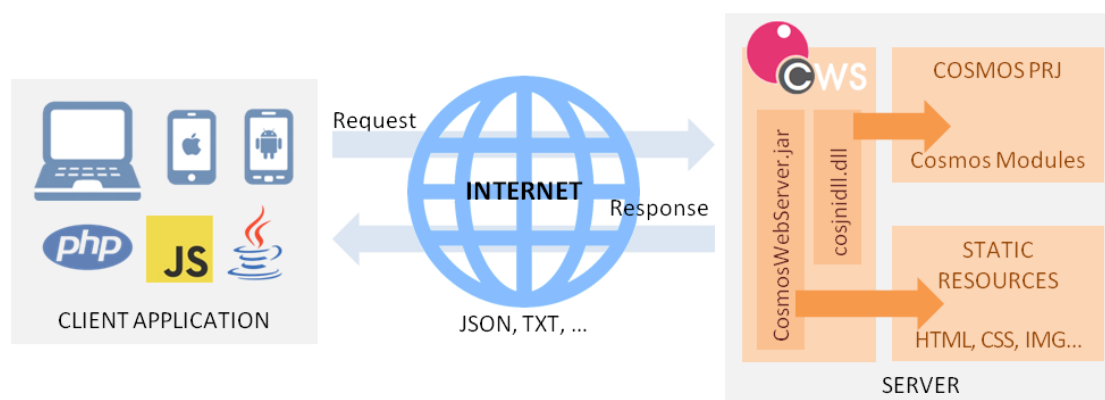 php
JS
CLIENT APPLICATION
Request
INTERNET
Response
JSON, TXT, ...
CWS
CosmosWebServer.jar
cosjnidll.dll
COSMOS PRJ
Cosmos Modules
STATIC
RESOURCES
HTML, CSS, IMG...
SERVER